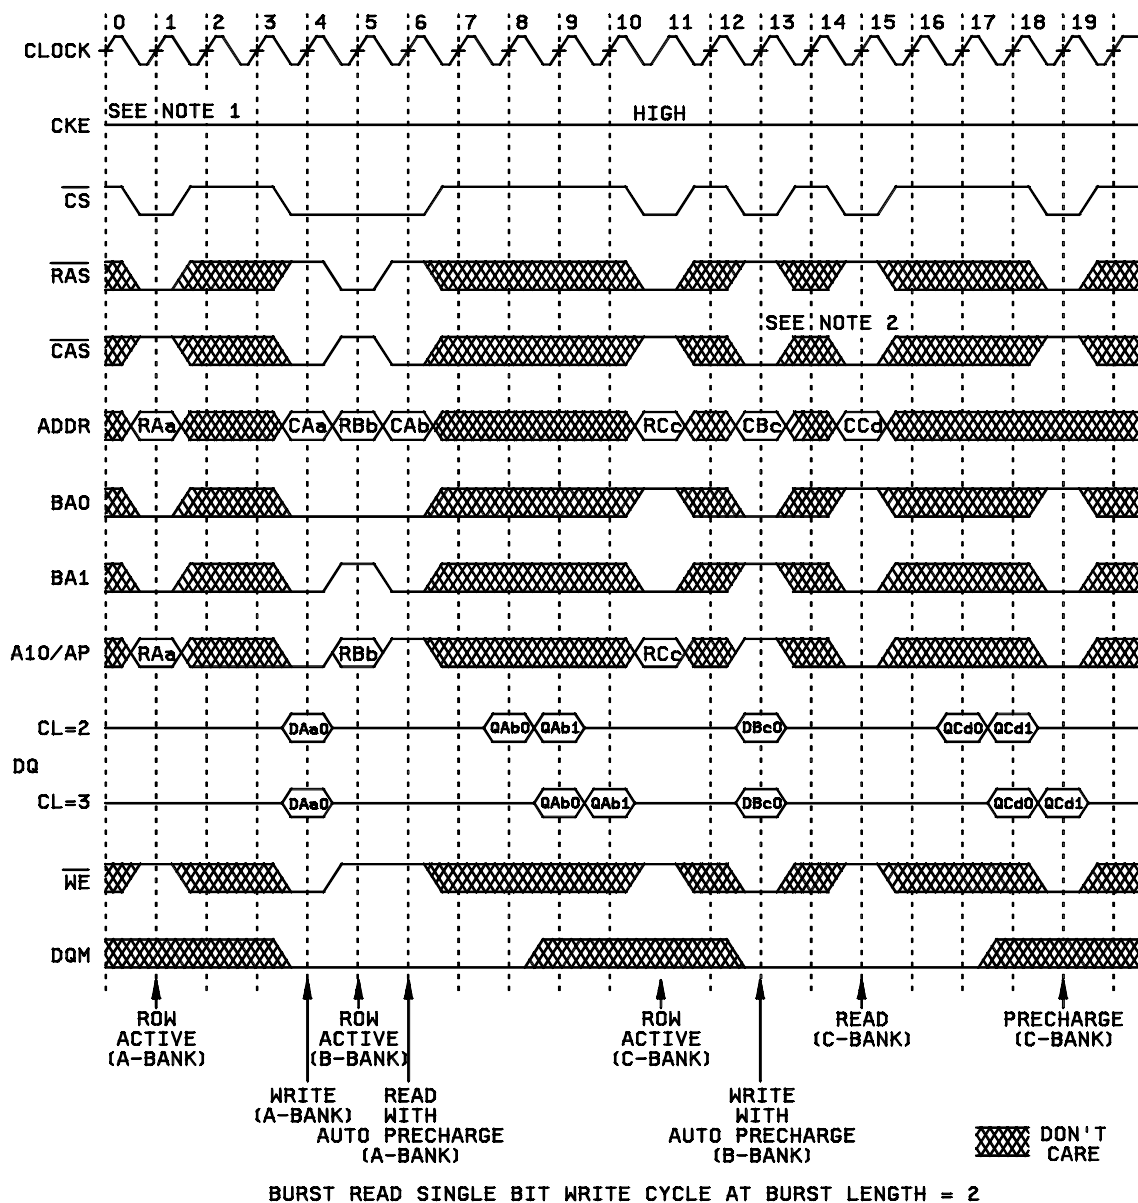 0 1 2 3 4 5 6 7 8 9 10 11 12 13 14 15 16 17 18 19
CLOCK
SEE NOTE 1
HIGH
CKE
CS
RAS
SEE NOTE 2
CAS
ADDR RAa CAa RBb CAb RCc CBc CCd
BA0
BA1
A10/AP RAa RBb RCc
CL=2 DAa0 QAb0 QAb1 DBc0 QCd0 QCd1
DQ
CL=3 DAa0 QAb0 QAb1 DBc0 QCd0 QCd1
WE
DQM
ROW
ACTIVE
(A-BANK)
ROW
ACTIVE
(B-BANK)
ROW
ACTIVE
(C-BANK)
READ
(C-BANK)
PRECHARGE
(C-BANK)
WRITE
(A-BANK)
READ
WITH
AUTO PRECHARGE
(A-BANK)
WRITE
WITH
AUTO PRECHARGE
(B-BANK)
DON'T
CARE
BURST READ SINGLE BIT WRITE CYCLE AT BURST LENGTH = 2